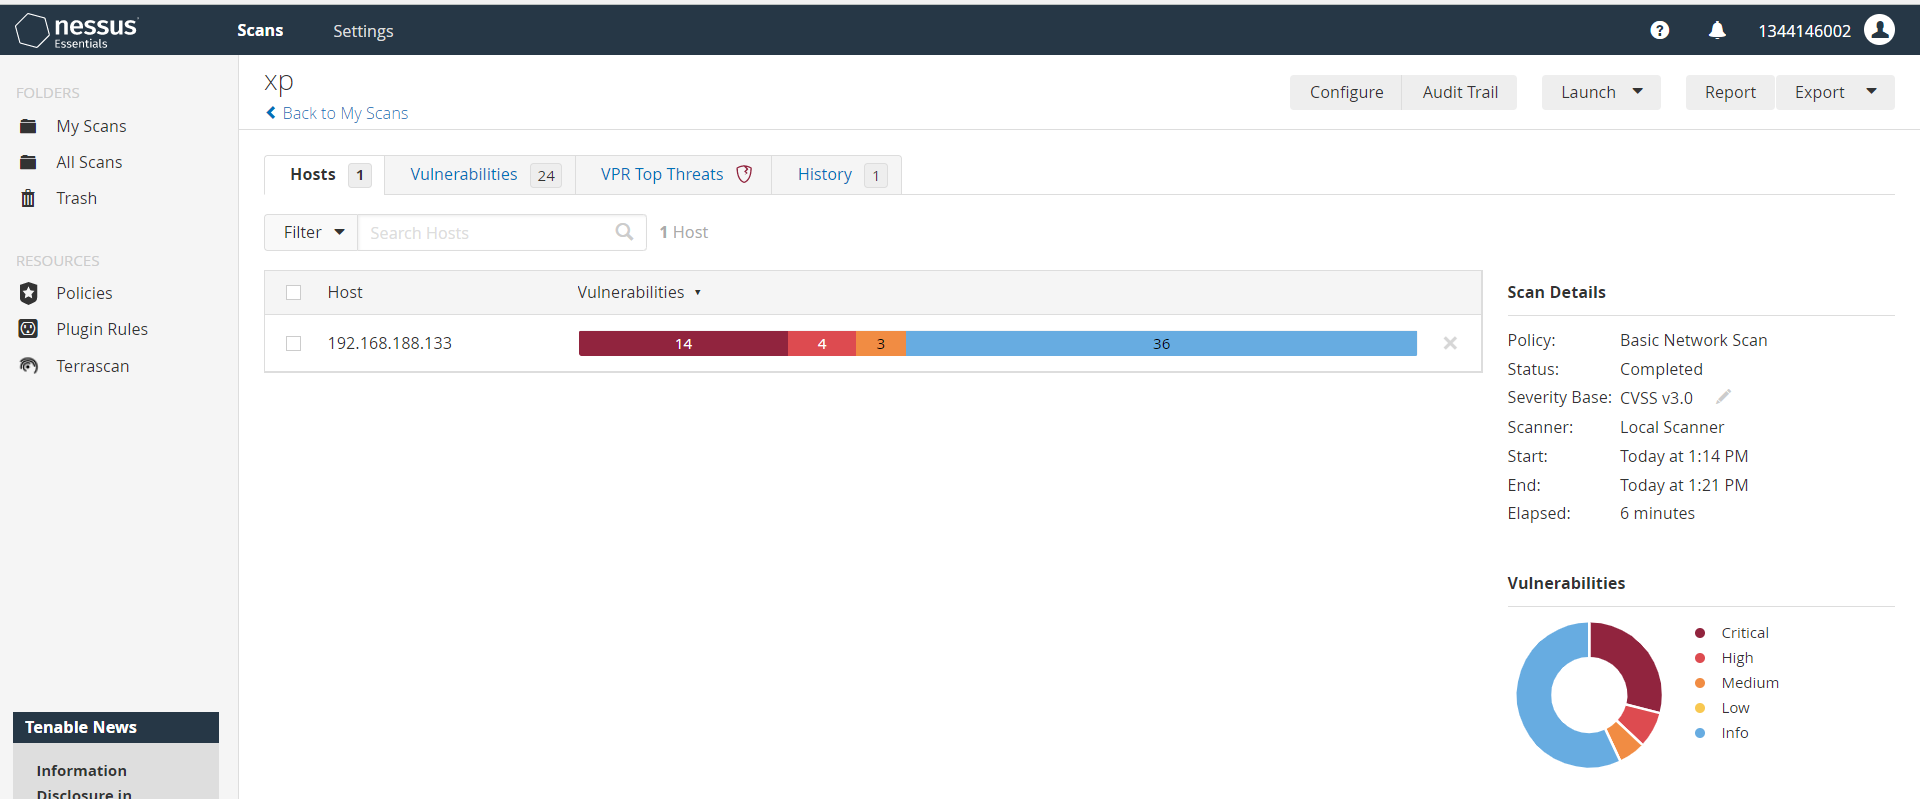 nessus
Essentials
Scans
Settings
1344146002
FOLDERS
My Scans
All Scans
Trash
RESOURCES
Policies
Plugin Rules
Terrascan
Tenable News
Information
Disclosure in
xp
Back to My Scans
Configure
Audit Trail
Launch
Report
Export
Hosts 1
Vulnerabilities 24
VPR Top Threats
History 1
Filter
Search Hosts
1 Host
Host Vulnerabilities
192.168.188.133 14 4 3 36
Scan Details
Policy: Basic Network Scan
Status: Completed
Severity Base: CVSS v3.0
Scanner: Local Scanner
Start: Today at 1:14 PM
End: Today at 1:21 PM
Elapsed: 6 minutes
Vulnerabilities
Critical
High
Medium
Low
Info